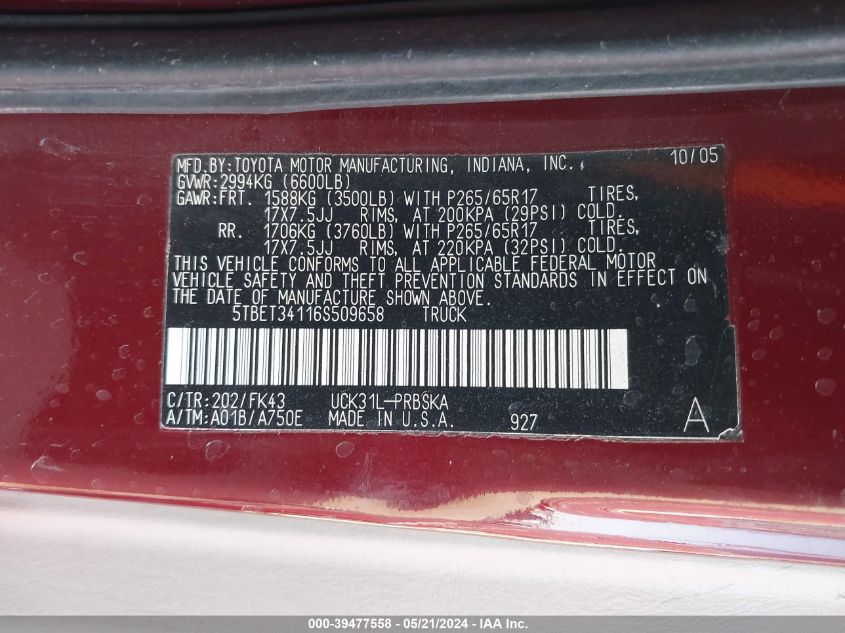 MFD.BY:TOYOTA MOTOR MANUFACTURING, INDIANA, INC. 10/05
GVWR:2994KG (6600LB)
GAWR:FRT. 1588KG (3500LB) WITH P265/65R17 TIRES,
17X7.5JJ RIMS, AT 200KPA (29PSI) COLD.
RR. 1706KG (3760LB) WITH P265/65R17 TIRES,
17X7.5JJ RIMS, AT 220KPA (32PSI) COLD.
THIS VEHICLE CONFORMS TO ALL APPLICABLE FEDERAL MOTOR
VEHICLE SAFETY AND THEFT PREVENTION STANDARDS IN EFFECT ON
THE DATE OF MANUFACTURE SHOWN ABOVE.
5TBET34116S509658 TRUCK
C/TR:202/FK43 UCK31L-PRBSKA
A/TM:A01B/A750E MADE IN U.S.A. 927 A
000-39477558 - 05/21/2024 - IAA Inc.